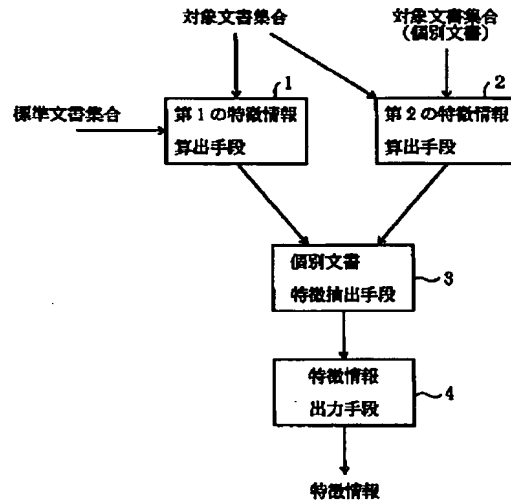 対象文書集合
対象文書集合
(個別文書)
1
2
標準文書集合
第1の特徴情報
算出手段
第2の特徴情報
算出手段
個別文書
特徴抽出手段
3
特徴情報
出力手段
4
特徴情報